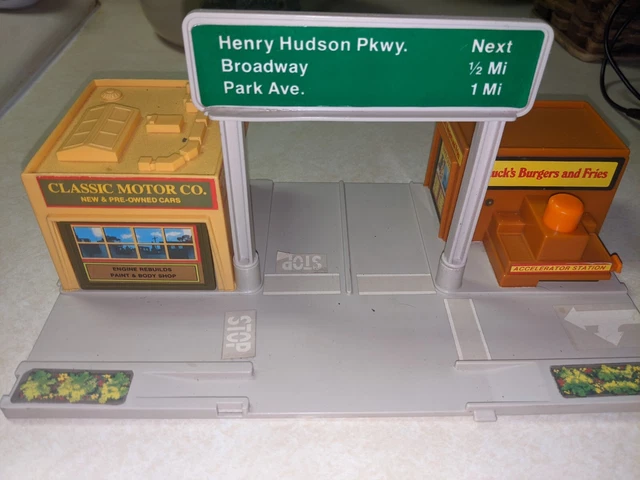 Henry Hudson Pkwy. Next
Broadway ½ Mi
Park Ave. 1 Mi
CLASSIC MOTOR CO.
NEW & PRE-OWNED CARS
ENGINE REBUILDS
PAINT & BODY SHOP
uck's Burgers and Fries
ACCELERATOR STATION
STOP
STOP